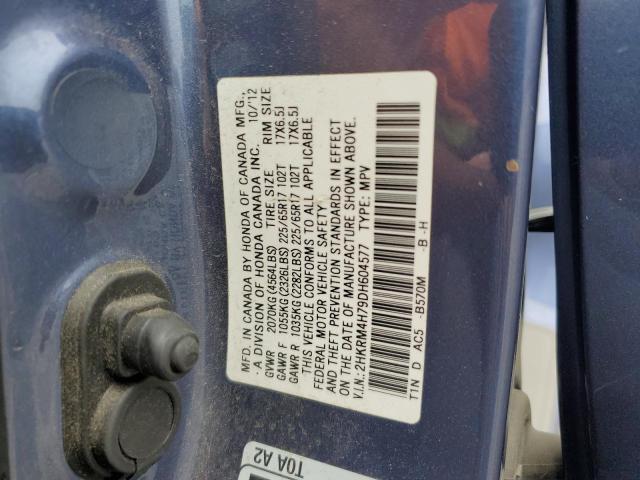 MFD. IN CANADA BY HONDA OF CANADA MFG.,
A DIVISION OF HONDA CANADA INC. 10/'12
GVWR 2070KG(4564LBS) TIRE SIZE RIM SIZE
GAWR F 1055KG(2326LBS) 225/65R17 102T 17X6.5J
GAWR R 1035KG(2282LBS) 225/65R17 102T 17X6.5J
THIS VEHICLE CONFORMS TO ALL APPLICABLE
FEDERAL MOTOR VEHICLE SAFETY
AND THEFT PREVENTION STANDARDS IN EFFECT
ON THE DATE OF MANUFACTURE SHOWN ABOVE.
V.I.N.: 2HKRM4H79DH604577 TYPE: MPV
T1N D AC5 -B570M -B -H
T0A A2